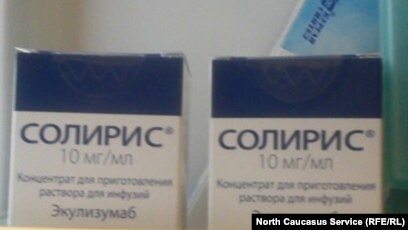 СОЛИРИС®
10 мг/мл
Концентрат для приготовления
раствора для инфузий
Экулизумаб
СОЛИРИС®
10 мг/мл
Концентрат для приготовления
раствора для инфузий
North Caucasus Service (RFE/RL)